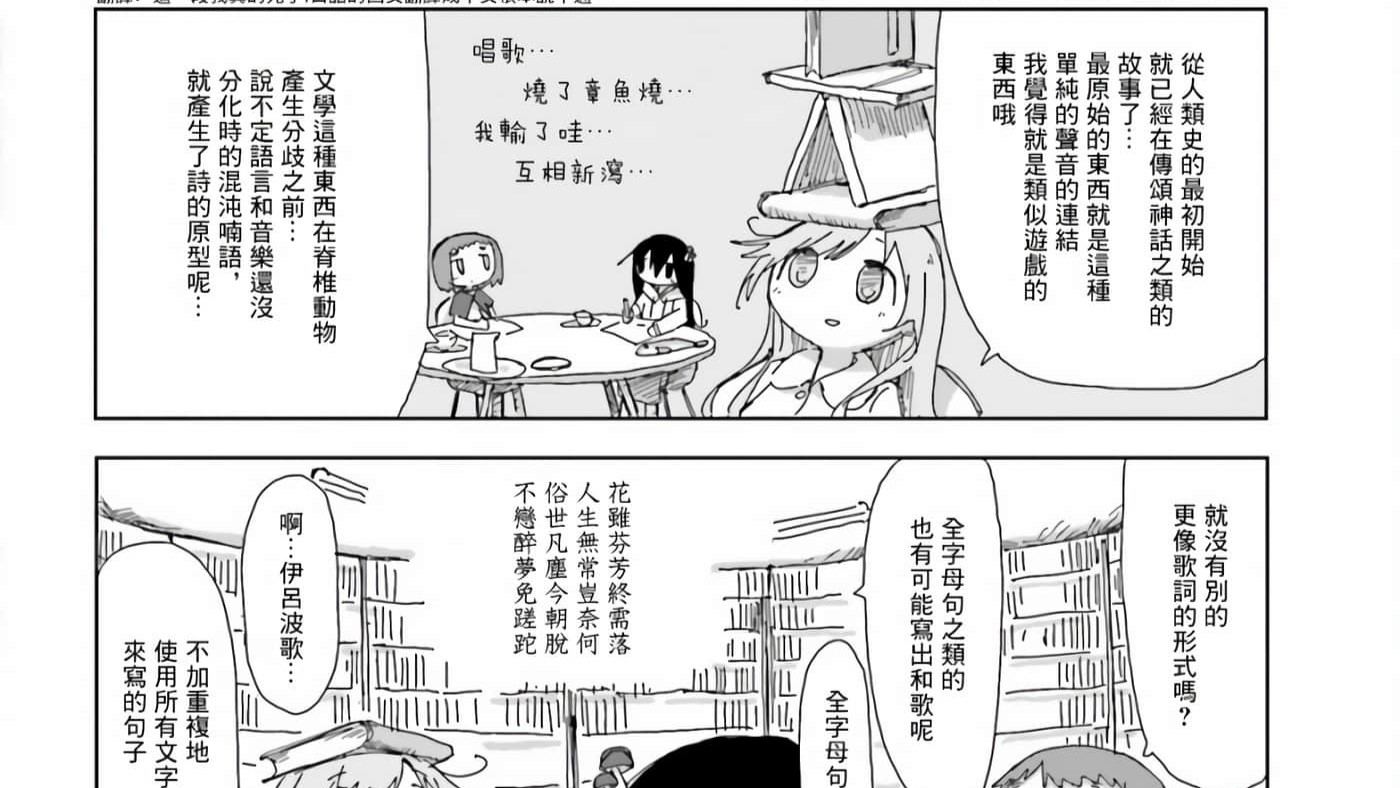 從人類史的最初開始
就已經在傳頌神話之類的
故事了…
最原始的東西就是這種
單純的聲音的連結
我覺得就是類似遊戲的
東西哦
唱歌…
燒了章魚燒…
我輸了哇…
互相新瀉…
文學這種東西在脊椎動物
產生分歧之前…
說不定語言和音樂還沒
分化時的混沌喃語，
就產生了詩的原型呢…
就沒有別的
更像歌詞的形式嗎？
全字母句之類的
也有可能寫出和歌呢
全字母句
花雖芬芳終需落
人生無常豈奈何
俗世凡塵今朝脫
不戀醉夢免蹉跎
啊…伊呂波歌…
不加重複地
使用所有文字
來寫的句子